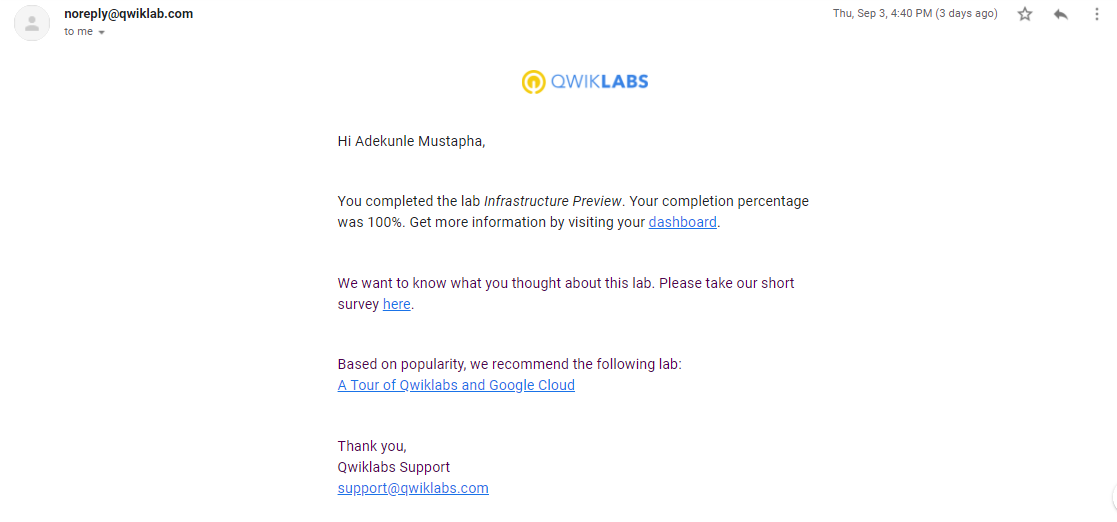 noreply@qwiklab.com
Thu, Sep 3, 4:40 PM (3 days ago)
to me
QWIKLABS
Hi Adekunle Mustapha,
You completed the lab Infrastructure Preview. Your completion percentage
was 100%. Get more information by visiting your dashboard.
We want to know what you thought about this lab. Please take our short
survey here.
Based on popularity, we recommend the following lab:
A Tour of Qwiklabs and Google Cloud
Thank you,
Qwiklabs Support
support@qwiklabs.com